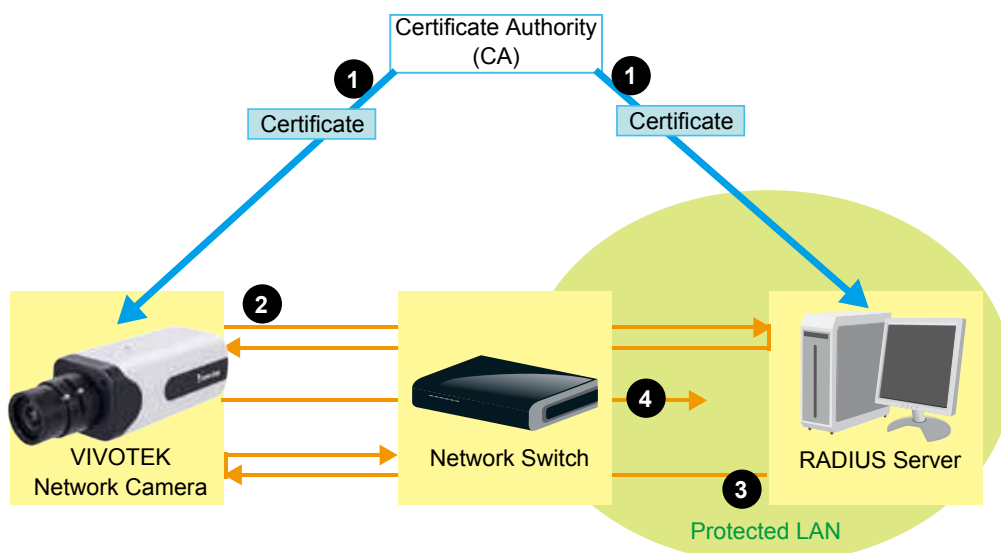 Certificate Authority
(CA)
1
1
Certificate
Certificate
2
4
VIVOTEK
Network Camera
Network Switch
RADIUS Server
3
Protected LAN